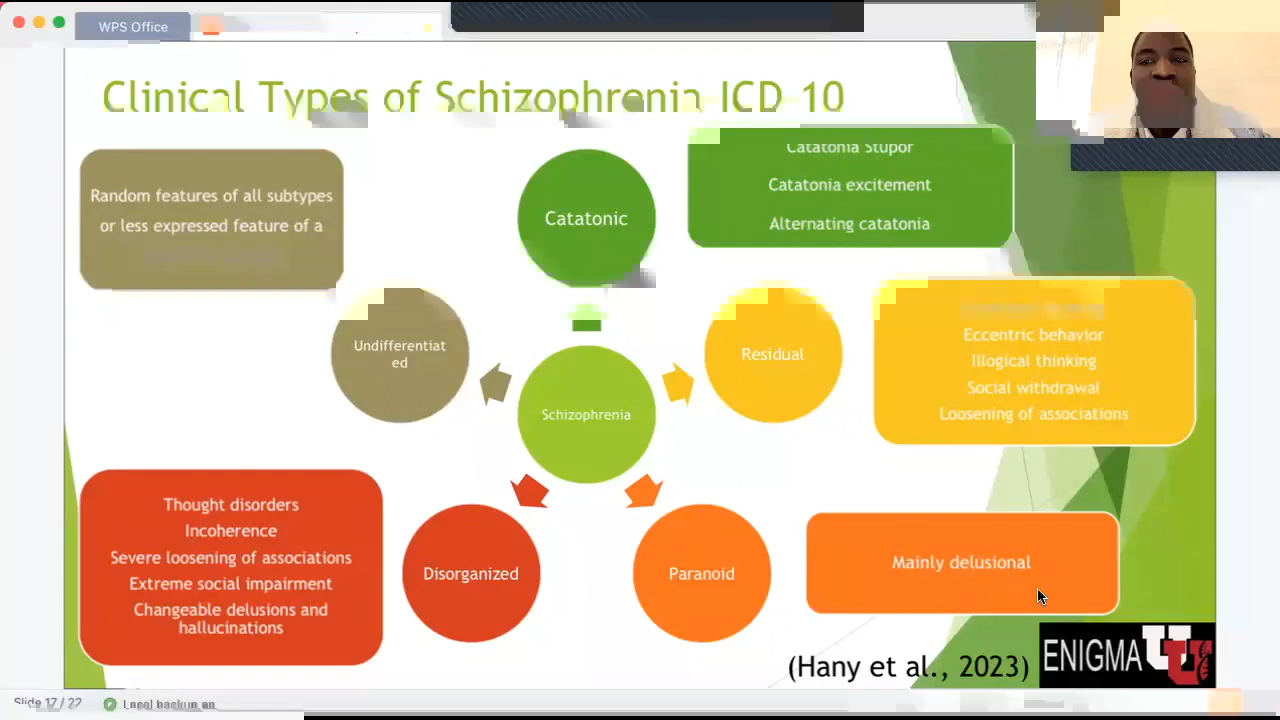 WPS Office
Clinical Types of Schizophrenia ICD 10
Random features of all subtypes
or less expressed feature of a
Catatonic
Catatonia Stupor
Catatonia excitement
Alternating catatonia
Undifferentiat
ed
Schizophrenia
Residual
Eccentric behavior
Illogical thinking
Social withdrawal
Loosening of associations
Thought disorders
Incoherence
Severe loosening of associations
Extreme social impairment
Changeable delusions and
hallucinations
Disorganized
Paranoid
Mainly delusional
(Hany et al., 2023)
ENIGMA U
Slide 17 / 22
Local backup on